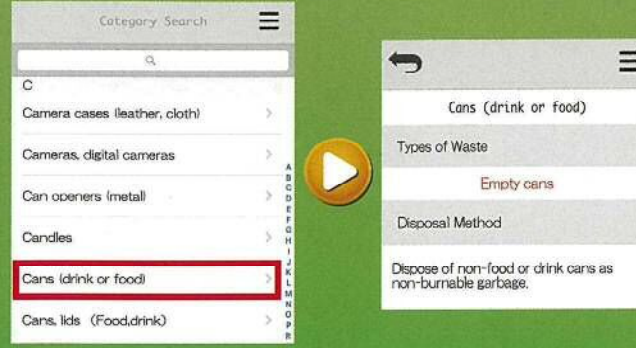 Category Search
C
Camera cases (leather, cloth)
Cameras, digital cameras
Can openers (metal)
Candles
Cans (drink or food)
Cans, lids (Food,drink)
A
B
C
D
E
F
G
H
I
J
K
L
M
N
O
P
R
Cans (drink or food)
Types of Waste
Empty cans
Disposal Method
Dispose of non-food or drink cans as
non-burnable garbage.